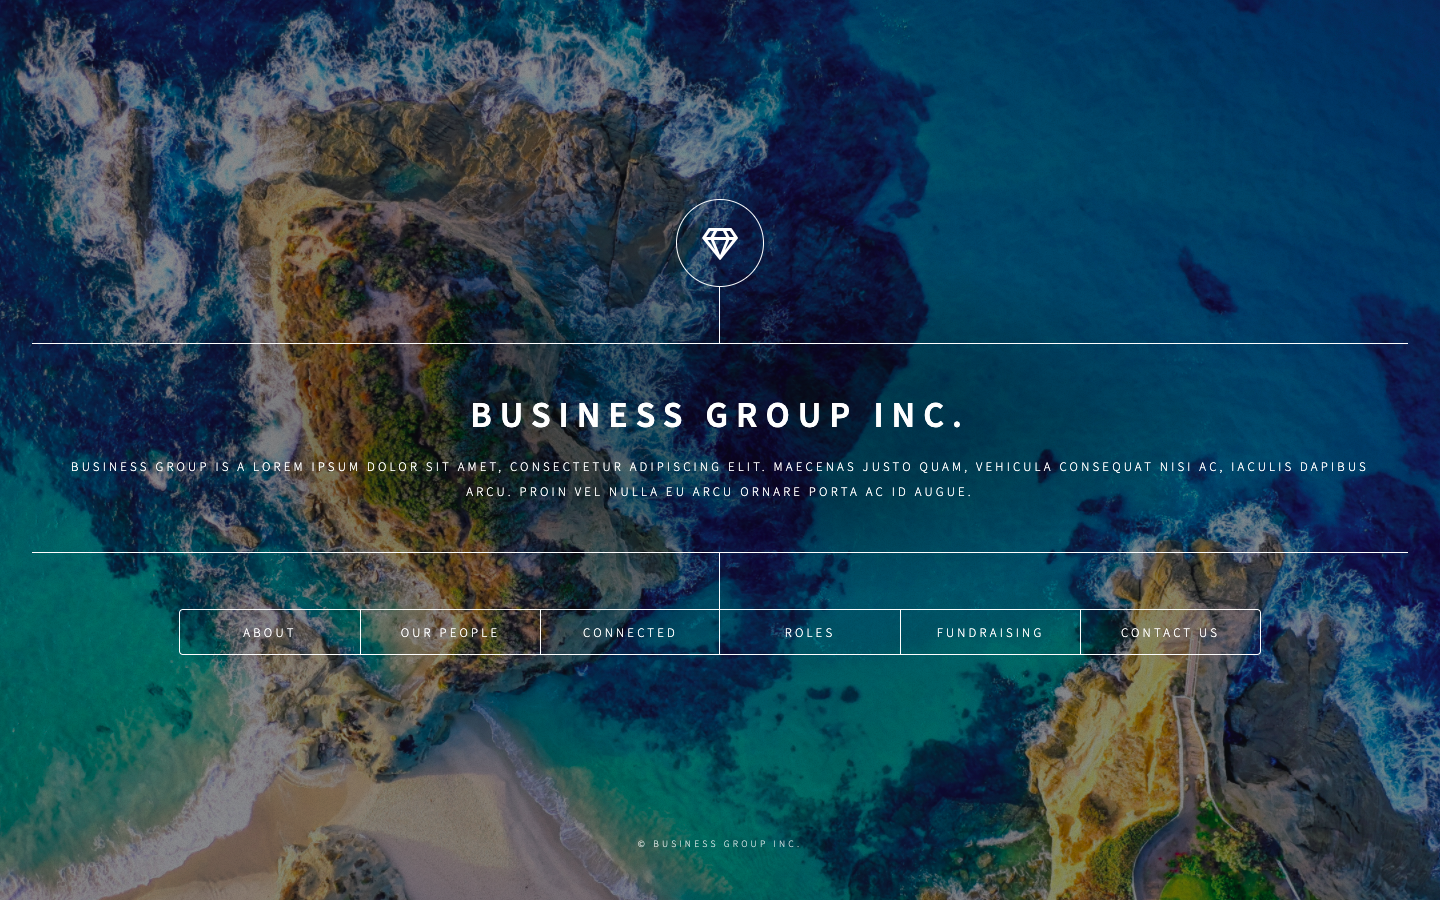 BUSINESS GROUP INC.
BUSINESS GROUP IS A LOREM IPSUM DOLOR SIT AMET, CONSECTETUR ADIPISCING ELIT. MAECENAS JUSTO QUAM, VEHICULA CONSEQUAT NISI AC, IACULIS DAPIBUS
ARCU. PROIN VEL NULLA EU ARCU ORNARE PORTA AC ID AUGUE.
ABOUT OUR PEOPLE CONNECTED ROLES FUNDRAISING CONTACT US
© BUSINESS GROUP INC.